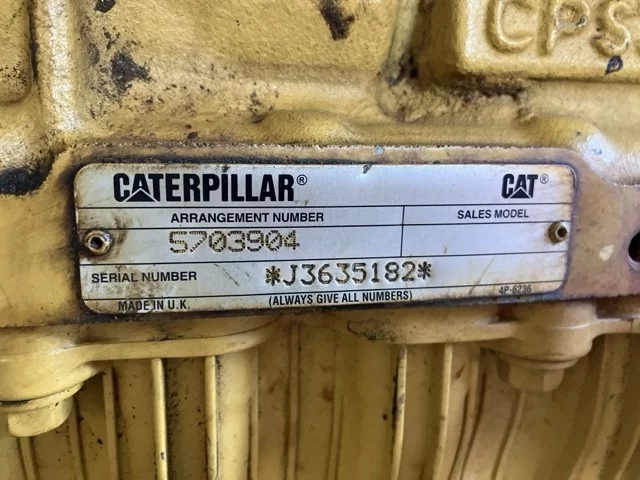 CPS
CATERPILLAR® CAT®
ARRANGEMENT NUMBER SALES MODEL
5703904
SERIAL NUMBER *J3635182*
MADE IN U.K. (ALWAYS GIVE ALL NUMBERS) 4P-6236